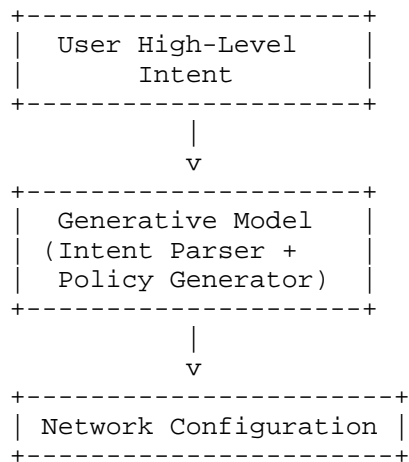 User High-Level
Intent
Generative Model
(Intent Parser +
Policy Generator)
Network Configuration